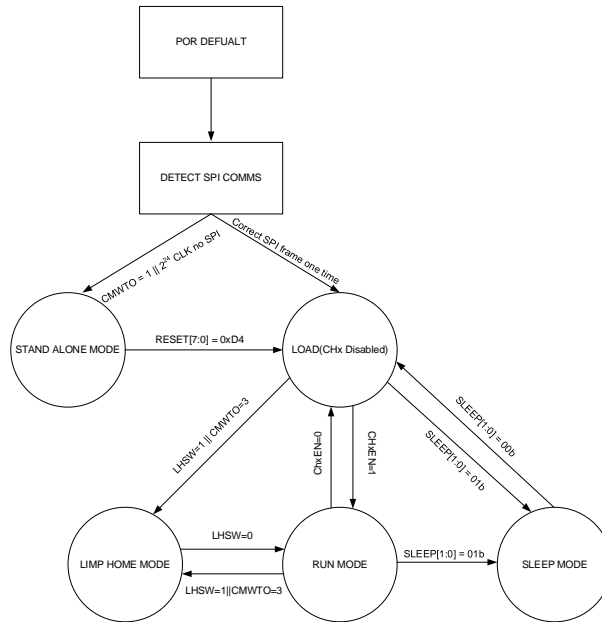 POR DEFUALT
DETECT SPI COMMS
CMWTO = 1 || 2²⁴ CLK no SPI
Correct SPI frame one time
STAND ALONE MODE
RESET[7:0] = 0xD4
LOAD(CHx Disabled)
LHSW=1 || CMWTO=3
ChxEN=0
CHxEN=1
SLEEP[1:0] = 00b
SLEEP[1:0] = 01b
LIMP HOME MODE
LHSW=0
LHSW=1||CMWTO=3
RUN MODE
SLEEP[1:0] = 01b
SLEEP MODE